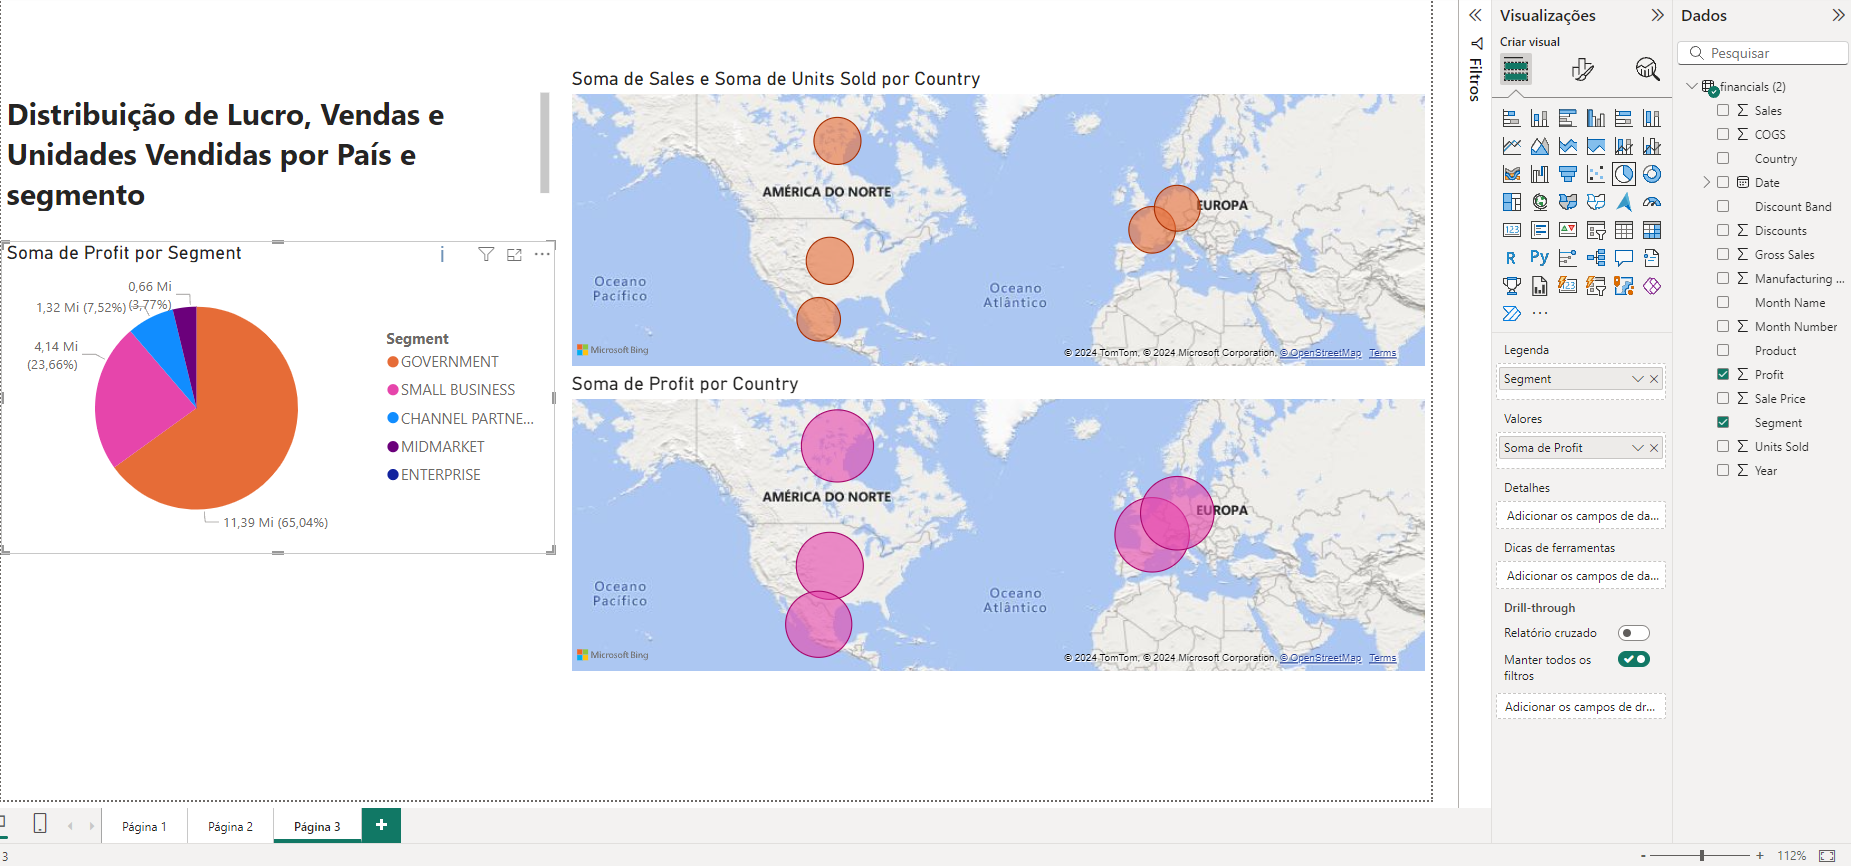 Distribuição de Lucro, Vendas e
Unidades Vendidas por País e
segmento
Soma de Profit por Segment
0,66 Mi
(3,77%)
1,32 Mi (7,52%)
4,14 Mi
(23,66%)
11,39 Mi (65,04%)
Segment
GOVERNMENT
SMALL BUSINESS
CHANNEL PARTNE...
MIDMARKET
ENTERPRISE
Soma de Sales e Soma de Units Sold por Country
AMÉRICA DO NORTE
EUROPA
Oceano
Pacífico
Oceano
Atlântico
Microsoft Bing
© 2024 TomTom, © 2024 Microsoft Corporation, © OpenStreetMap Terms
Soma de Profit por Country
AMÉRICA DO NORTE
EUROPA
Oceano
Pacífico
Oceano
Atlântico
Microsoft Bing
© 2024 TomTom, © 2024 Microsoft Corporation, © OpenStreetMap Terms
Filtros
Visualizações
Criar visual
123
R
Py
123
Legenda
Segment
Valores
Soma de Profit
Detalhes
Adicionar os campos de da...
Dicas de ferramentas
Adicionar os campos de da...
Drill-through
Relatório cruzado
Manter todos os
filtros
Adicionar os campos de dr...
Dados
Pesquisar
financials (2)
Sales
COGS
Country
Date
Discount Band
Discounts
Gross Sales
Manufacturing ...
Month Name
Month Number
Product
Profit
Sale Price
Segment
Units Sold
Year
Página 1
Página 2
Página 3
3
112%